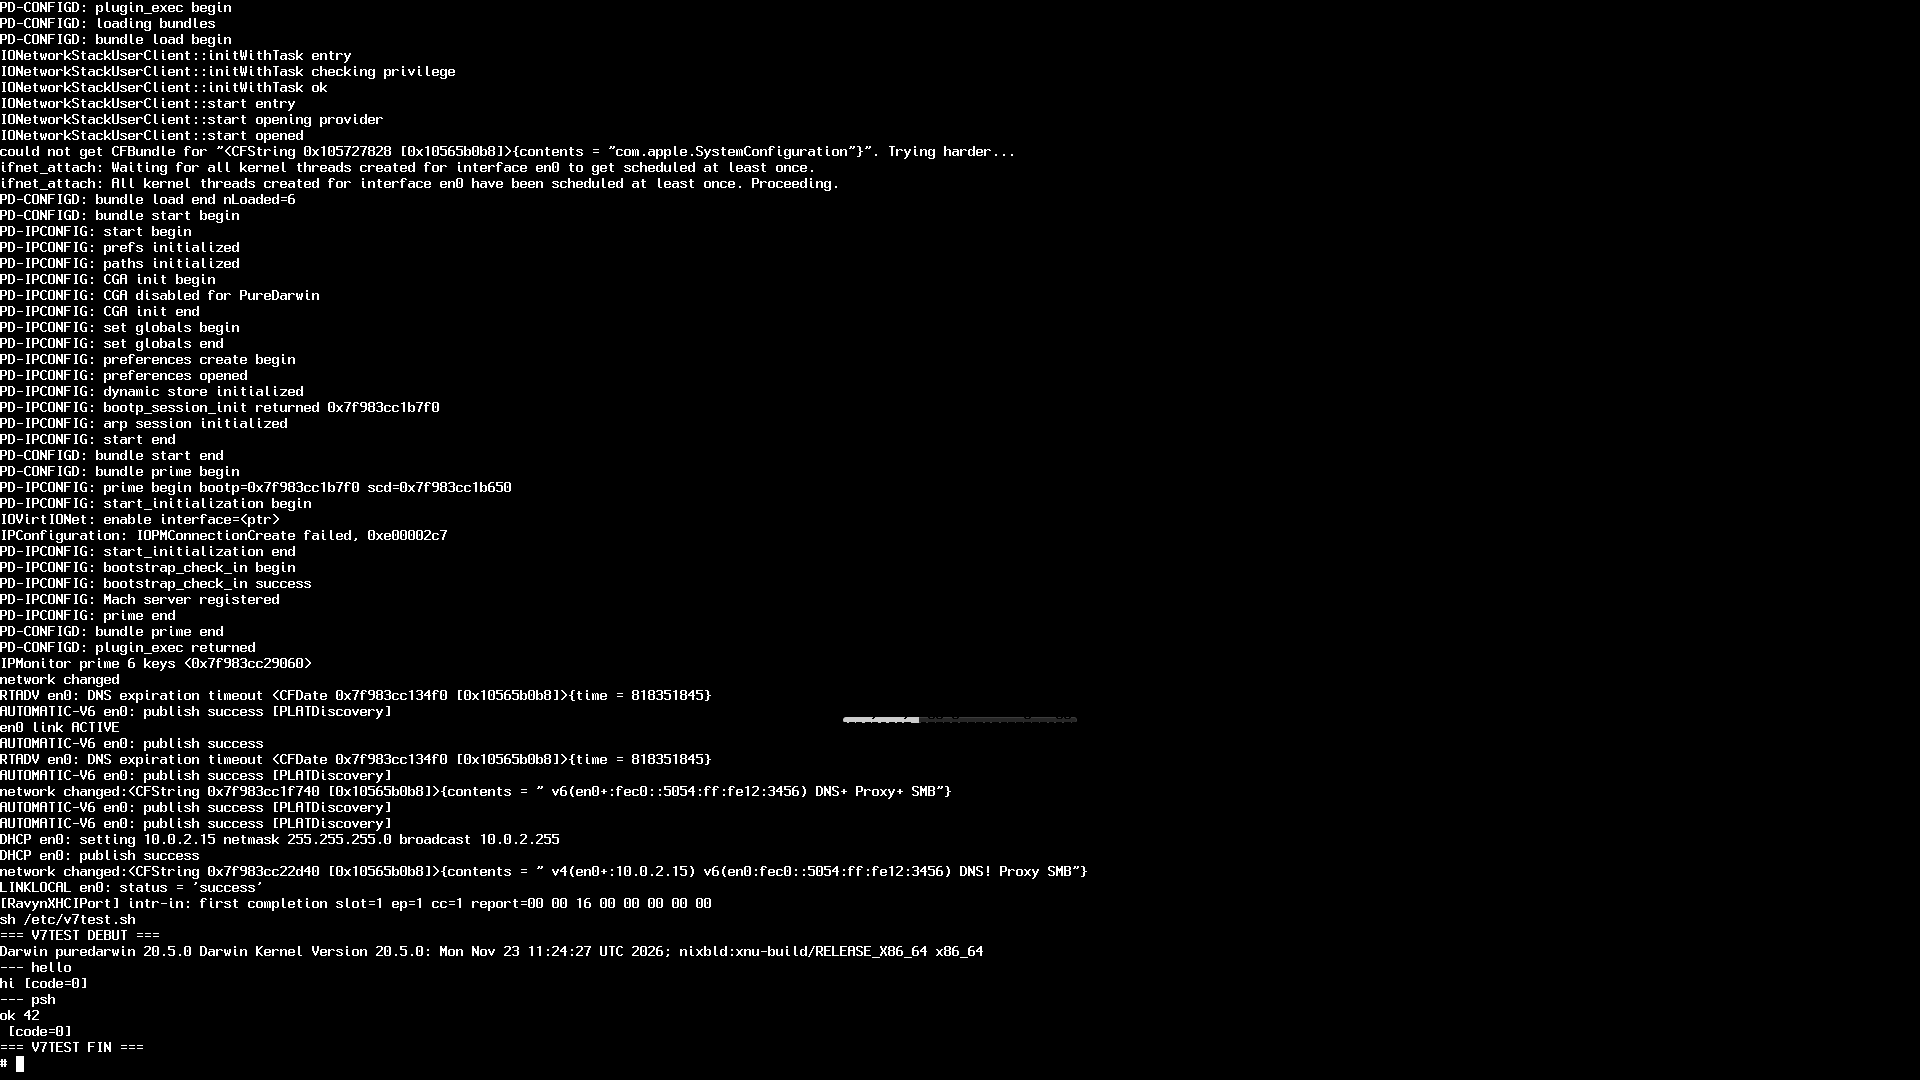 PD-CONFIGD: plugin_exec begin
PD-CONFIGD: loading bundles
PD-CONFIGD: bundle load begin
IONetworkStackUserClient::initWithTask entry
IONetworkStackUserClient::initWithTask checking privilege
IONetworkStackUserClient::initWithTask ok
IONetworkStackUserClient::start entry
IONetworkStackUserClient::start opening provider
IONetworkStackUserClient::start opened
could not get CFBundle for "<CFString 0x105727828 [0x10565b0b8]>{contents = "com.apple.SystemConfiguration"}". Trying harder...
ifnet_attach: Waiting for all kernel threads created for interface en0 to get scheduled at least once.
ifnet_attach: All kernel threads created for interface en0 have been scheduled at least once. Proceeding.
PD-CONFIGD: bundle load end nLoaded=6
PD-CONFIGD: bundle start begin
PD-IPCONFIG: start begin
PD-IPCONFIG: prefs initialized
PD-IPCONFIG: paths initialized
PD-IPCONFIG: CGA init begin
PD-IPCONFIG: CGA disabled for PureDarwin
PD-IPCONFIG: CGA init end
PD-IPCONFIG: set globals begin
PD-IPCONFIG: set globals end
PD-IPCONFIG: preferences create begin
PD-IPCONFIG: preferences opened
PD-IPCONFIG: dynamic store initialized
PD-IPCONFIG: bootp_session_init returned 0x7f983cc1b7f0
PD-IPCONFIG: arp session initialized
PD-IPCONFIG: start end
PD-CONFIGD: bundle start end
PD-CONFIGD: bundle prime begin
PD-IPCONFIG: prime begin bootp=0x7f983cc1b7f0 scd=0x7f983cc1b650
PD-IPCONFIG: start_initialization begin
IOVirtIONet: enable interface=<ptr>
IPConfiguration: IOPMConnectionCreate failed, 0xe00002c7
PD-IPCONFIG: start_initialization end
PD-IPCONFIG: bootstrap_check_in begin
PD-IPCONFIG: bootstrap_check_in success
PD-IPCONFIG: Mach server registered
PD-IPCONFIG: prime end
PD-CONFIGD: bundle prime end
PD-CONFIGD: plugin_exec returned
IPMonitor prime 6 keys <0x7f983cc29060>
network changed
RTADV en0: DNS expiration timeout <CFDate 0x7f983cc134f0 [0x10565b0b8]>{time = 818351845}
AUTOMATIC-V6 en0: publish success [PLATDiscovery]
en0 link ACTIVE
AUTOMATIC-V6 en0: publish success
RTADV en0: DNS expiration timeout <CFDate 0x7f983cc134f0 [0x10565b0b8]>{time = 818351845}
AUTOMATIC-V6 en0: publish success [PLATDiscovery]
network changed:<CFString 0x7f983cc1f740 [0x10565b0b8]>{contents = " v6(en0+:fec0::5054:ff:fe12:3456) DNS+ Proxy+ SMB"}
AUTOMATIC-V6 en0: publish success [PLATDiscovery]
AUTOMATIC-V6 en0: publish success [PLATDiscovery]
DHCP en0: setting 10.0.2.15 netmask 255.255.255.0 broadcast 10.0.2.255
DHCP en0: publish success
network changed:<CFString 0x7f983cc22d40 [0x10565b0b8]>{contents = " v4(en0+:10.0.2.15) v6(en0:fec0::5054:ff:fe12:3456) DNS! Proxy SMB"}
LINKLOCAL en0: status = 'success'
[RavynXHCIPort] intr-in: first completion slot=1 ep=1 cc=1 report=00 00 16 00 00 00 00 00
sh /etc/v7test.sh
=== V7TEST DEBUT ===
Darwin puredarwin 20.5.0 Darwin Kernel Version 20.5.0: Mon Nov 23 11:24:27 UTC 2026; nixbld:xnu-build/RELEASE_X86_64 x86_64
--- hello
hi [code=0]
--- psh
ok 42
 [code=0]
=== V7TEST FIN ===
#